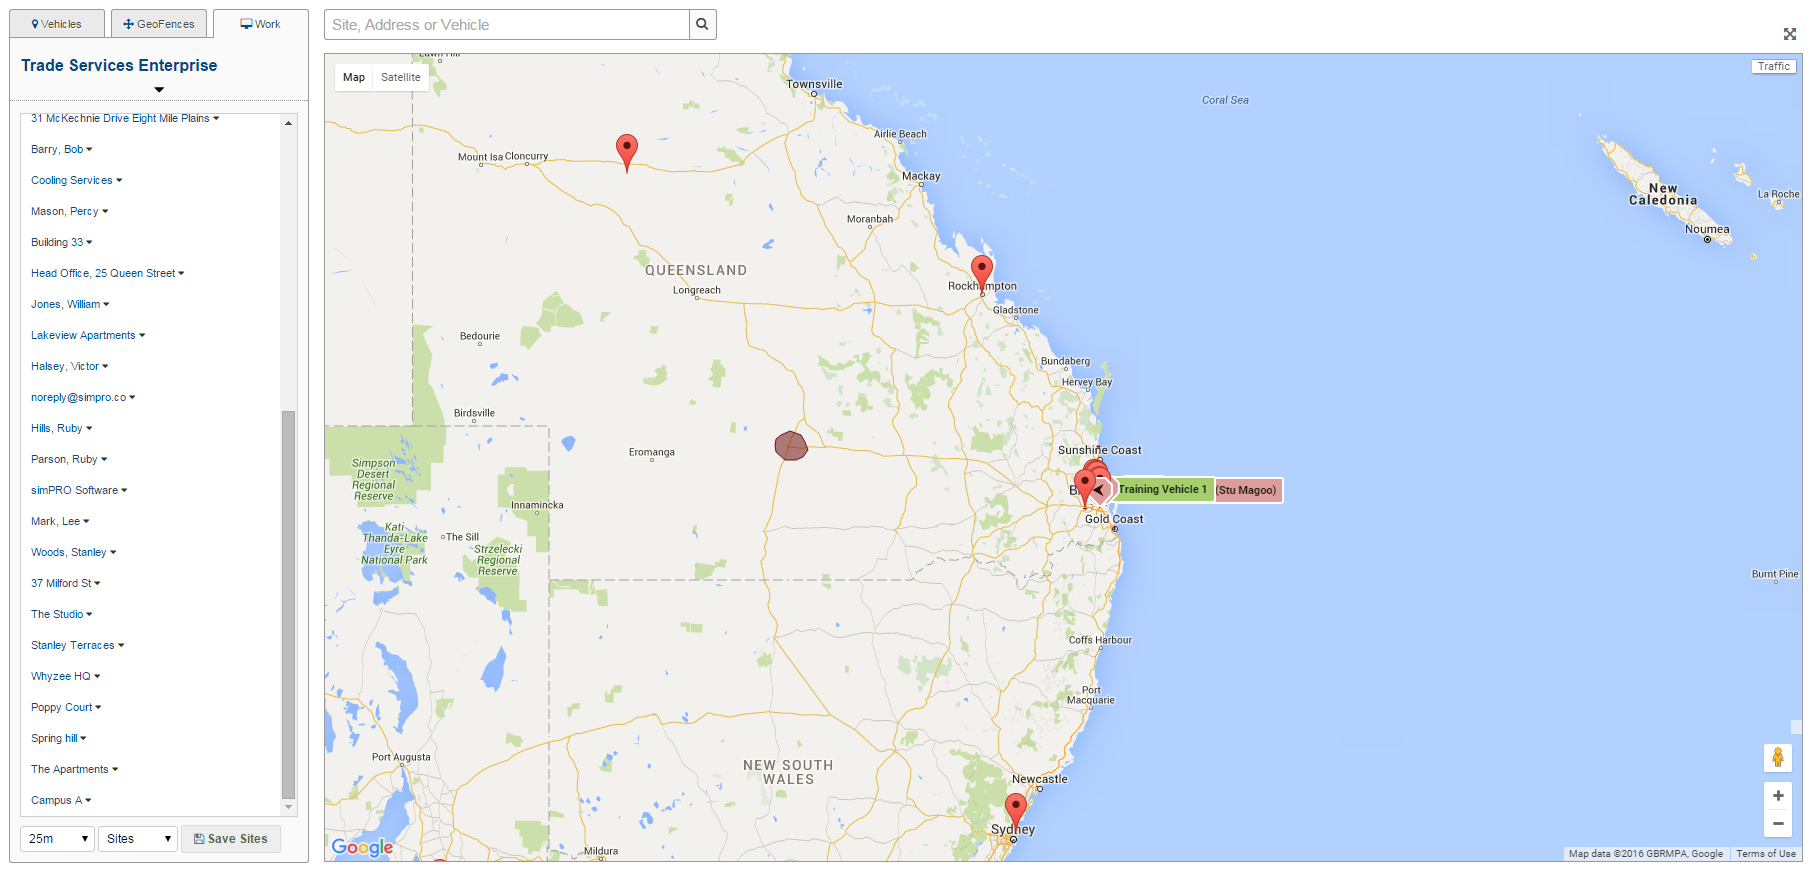 Vehicles
GeoFences
Work
Trade Services Enterprise
31 McKechnie Drive Eight Mile Plains
Barry, Bob
Cooling Services
Mason, Percy
Building 33
Head Office, 25 Queen Street
Jones, William
Lakeview Apartments
Halsey, Victor
noreply@simpro.co
Hills, Ruby
Parson, Ruby
simPRO Software
Mark, Lee
Woods, Stanley
37 Milford St
The Studio
Stanley Terraces
Whyzee HQ
Poppy Court
Spring hill
The Apartments
Campus A
25m
Sites
Save Sites
Site, Address or Vehicle
Map
Satellite
Traffic
Townsville
Coral Sea
Airlie Beach
Mount Isa
Cloncurry
Mackay
New
Caledonia
La Roche
Moranbah
Noumea
QUEENSLAND
Longreach
Rockhampton
Gladstone
Bedourie
Bundaberg
Hervey Bay
Birdsville
Eromanga
Sunshine Coast
Simpson
Desert
Regional
Reserve
Training Vehicle 1
(Stu Magoo)
Innamincka
Gold Coast
Kati
Thanda-Lake
Eyre
National Park
The Sill
Strzelecki
Regional
Reserve
Burnt Pine
Coffs Harbour
Port
Macquarie
Port Augusta
NEW SOUTH
WALES
Newcastle
Sydney
Mildura
Google
Map data ©2016 GBRMPA, Google
Terms of Use